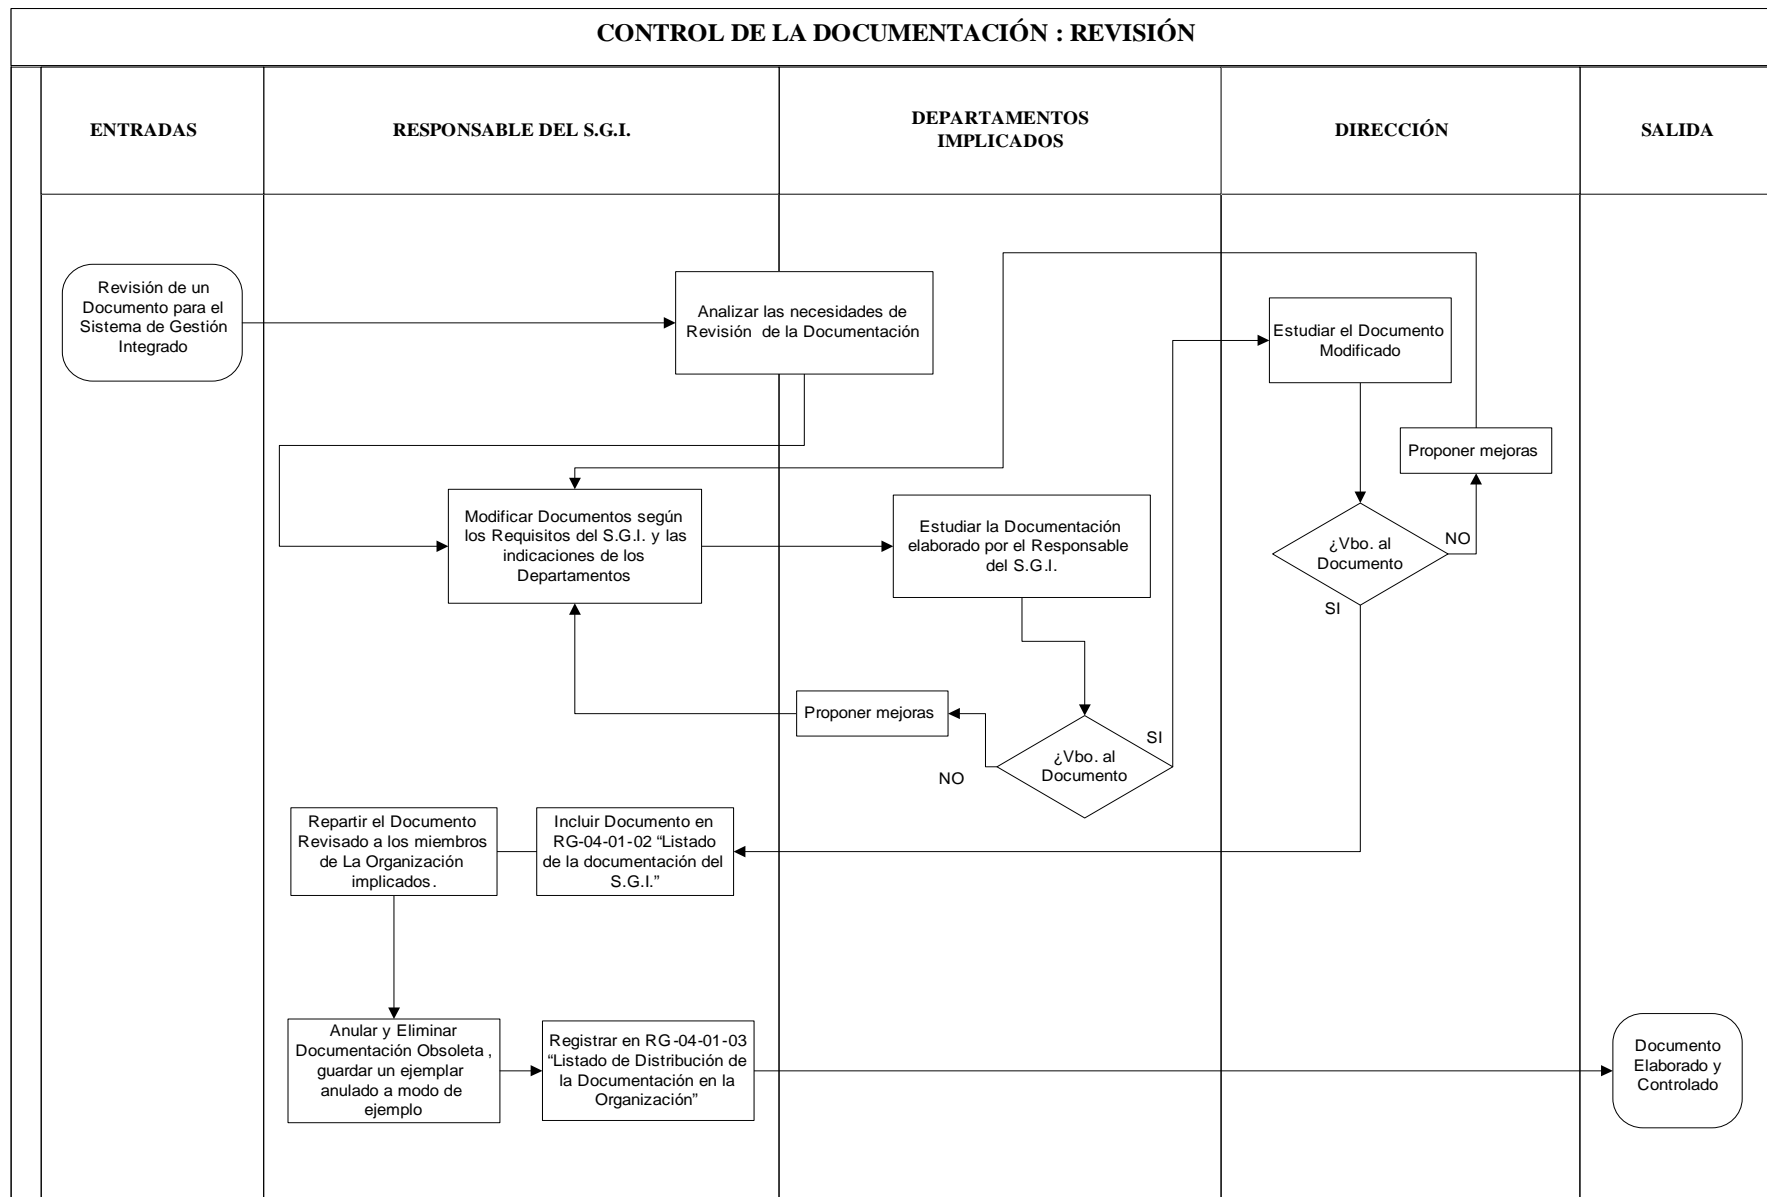 CONTROL DE LA DOCUMENTACIÓN : REVISIÓN
ENTRADAS
RESPONSABLE DEL S.G.I.
DEPARTAMENTOS
IMPLICADOS
DIRECCIÓN
SALIDA
Revisión de un
Documento para el
Sistema de Gestión
Integrado
Analizar las necesidades de
Revisión de la Documentación
Estudiar el Documento
Modificado
Proponer mejoras
Modificar Documentos según
los Requisitos del S.G.I. y las
indicaciones de los
Departamentos
Estudiar la Documentación
elaborado por el Responsable
del S.G.I.
¿Vbo. al
Documento
NO
SI
Proponer mejoras
¿Vbo. al
Documento
SI
NO
Repartir el Documento
Revisado a los miembros
de La Organización
implicados.
Incluir Documento en
RG-04-01-02 “Listado
de la documentación del
S.G.I.”
Anular y Eliminar
Documentación Obsoleta ,
guardar un ejemplar
anulado a modo de
ejemplo
Registrar en RG-04-01-03
“Listado de Distribución de
la Documentación en la
Organización”
Documento
Elaborado y
Controlado